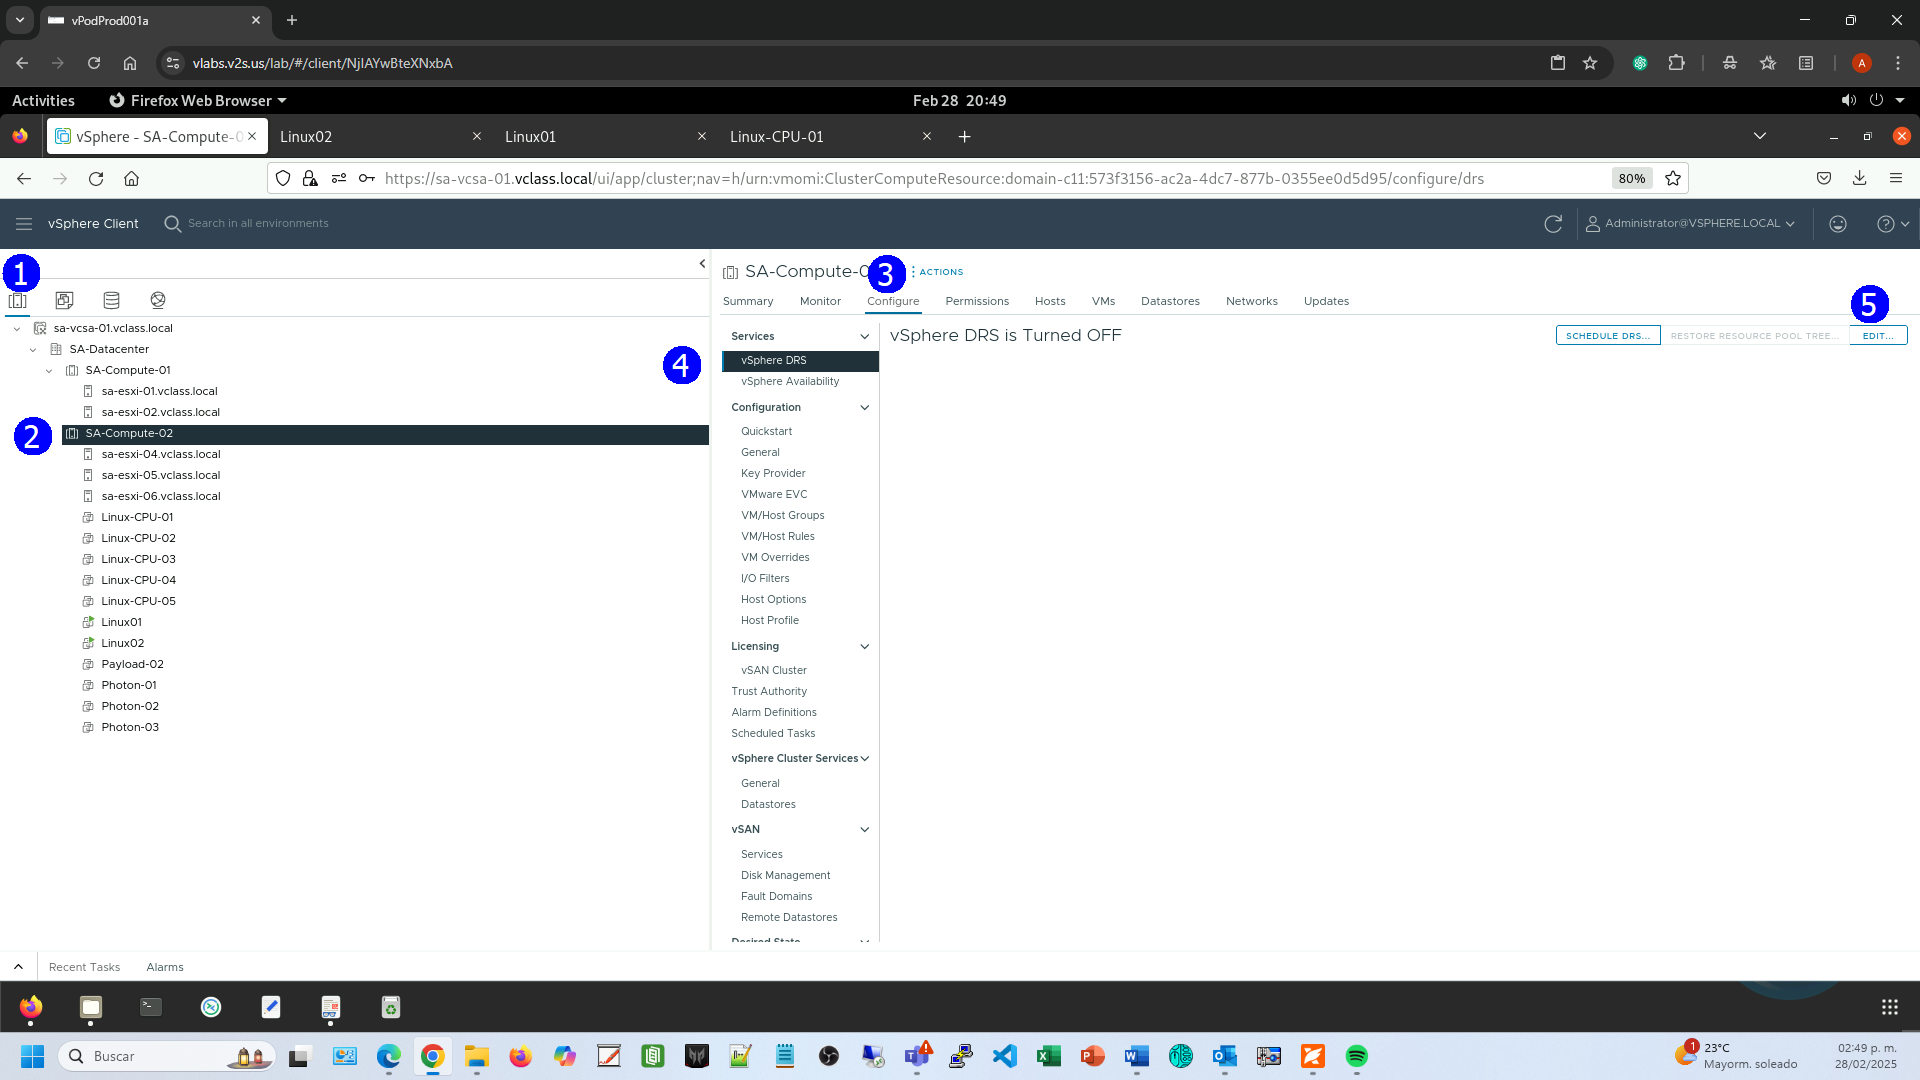 vPodProd001a
vlabs.v2s.us/lab/#/client/NjIAYwBteXNxbA
A
Activities
Firefox Web Browser
Feb 28 20:49
vSphere - SA-Compute-0
Linux02
Linux01
Linux-CPU-01
https://sa-vcsa-01.vclass.local/ui/app/cluster;nav=h/urn:vmomi:ClusterComputeResource:domain-c11:573f3156-ac2a-4dc7-877b-0355ee0d5d95/configure/drs
80%
vSphere Client
Search in all environments
Administrator@VSPHERE.LOCAL
1
sa-vcsa-01.vclass.local
SA-Datacenter
SA-Compute-01
sa-esxi-01.vclass.local
sa-esxi-02.vclass.local
2
SA-Compute-02
sa-esxi-04.vclass.local
sa-esxi-05.vclass.local
sa-esxi-06.vclass.local
Linux-CPU-01
Linux-CPU-02
Linux-CPU-03
Linux-CPU-04
Linux-CPU-05
Linux01
Linux02
Payload-02
Photon-01
Photon-02
Photon-03
SA-Compute-0
3
ACTIONS
Summary
Monitor
Configure
Permissions
Hosts
VMs
Datastores
Networks
Updates
4
Services
vSphere DRS
vSphere Availability
Configuration
Quickstart
General
Key Provider
VMware EVC
VM/Host Groups
VM/Host Rules
VM Overrides
I/O Filters
Host Options
Host Profile
Licensing
vSAN Cluster
Trust Authority
Alarm Definitions
Scheduled Tasks
vSphere Cluster Services
General
Datastores
vSAN
Services
Disk Management
Fault Domains
Remote Datastores
Desired State
vSphere DRS is Turned OFF
5
SCHEDULE DRS...
RESTORE RESOURCE POOL TREE...
EDIT...
Recent Tasks
Alarms
Buscar
1
23°C
Mayorm. soleado
02:49 p. m.
28/02/2025